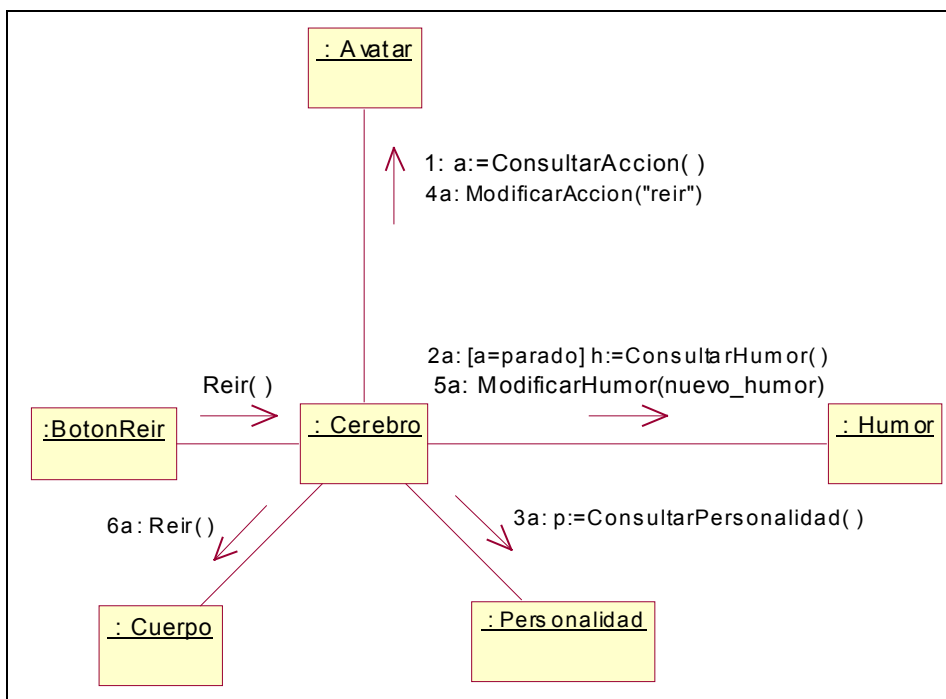 : Avatar
1: a:=ConsultarAccion( )
4a: ModificarAccion("reir")
2a: [a=parado] h:=ConsultarHumor( )
Reir( )
5a: ModificarHumor(nuevo_humor)
:BotonReir
: Cerebro
: Humor
6a: Reir( )
3a: p:=ConsultarPersonalidad( )
: Cuerpo
: Personalidad